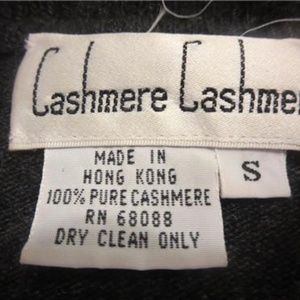 Cashmere Cashmer
MADE IN
HONG KONG
100% PURE CASHMERE
RN 68088
DRY CLEAN ONLY
S